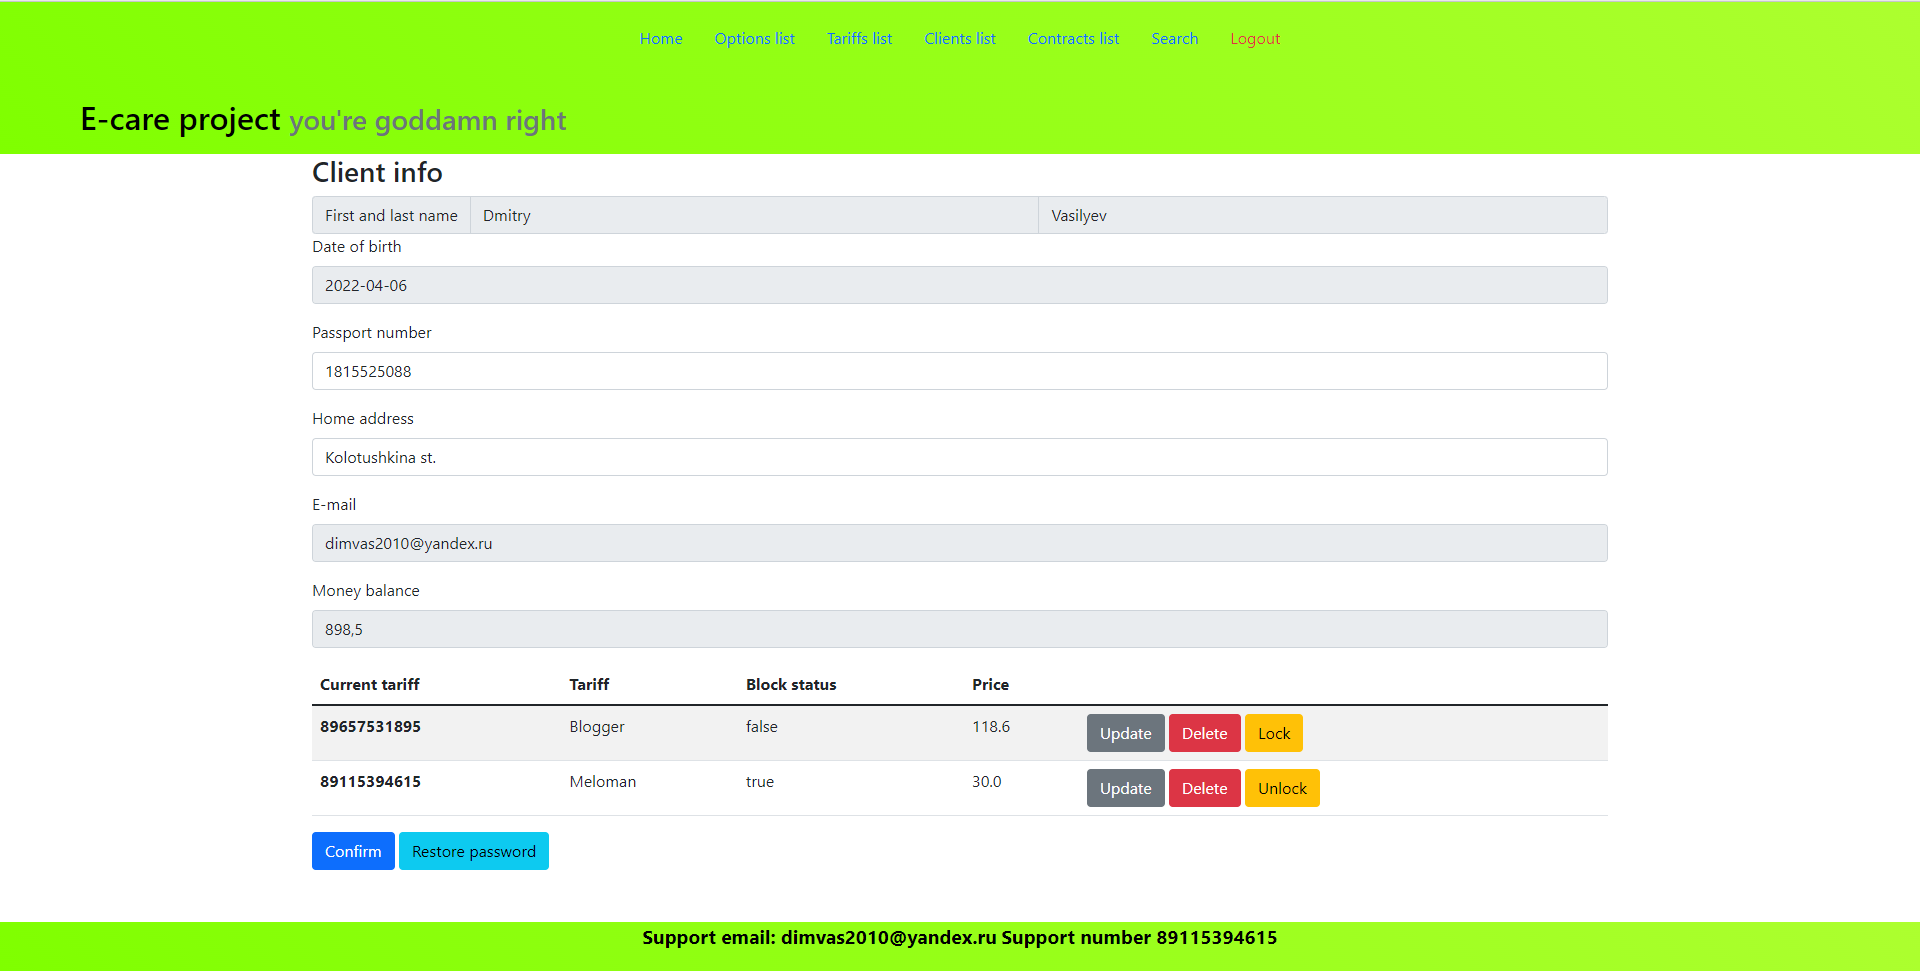 Home Options list Tariffs list Clients list Contracts list Search Logout
E-care project you're goddamn right
Client info
First and last name Dmitry Vasilyev
Date of birth
2022-04-06
Passport number
1815525088
Home address
Kolotushkina st.
E-mail
dimvas2010@yandex.ru
Money balance
898,5
Current tariff Tariff Block status Price
89657531895 Blogger false 118.6 Update Delete Lock
89115394615 Meloman true 30.0 Update Delete Unlock
Confirm Restore password
Support email: dimvas2010@yandex.ru Support number 89115394615